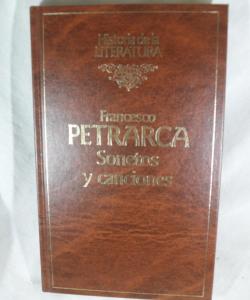 Historia de la
LITERATURA
Francesco
PETRARCA
Sonetos
y canciones